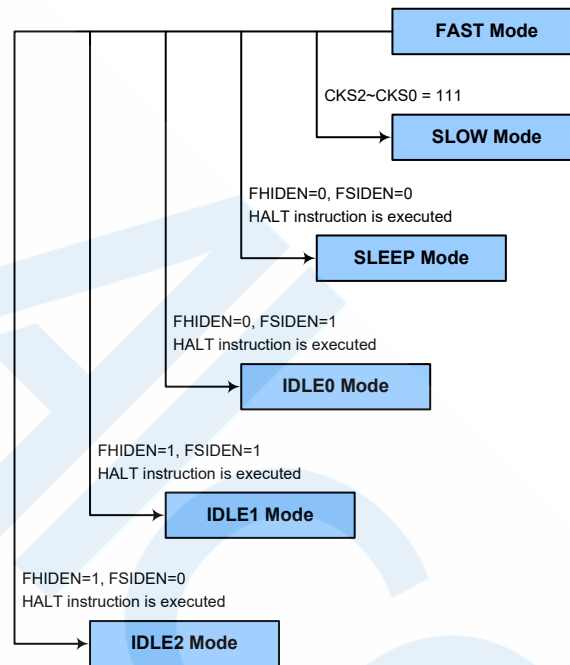 FAST Mode
CKS2~CKS0 = 111
SLOW Mode
FHIDEN=0, FSIDEN=0
HALT instruction is executed
SLEEP Mode
FHIDEN=0, FSIDEN=1
HALT instruction is executed
IDLE0 Mode
FHIDEN=1, FSIDEN=1
HALT instruction is executed
IDLE1 Mode
FHIDEN=1, FSIDEN=0
HALT instruction is executed
IDLE2 Mode